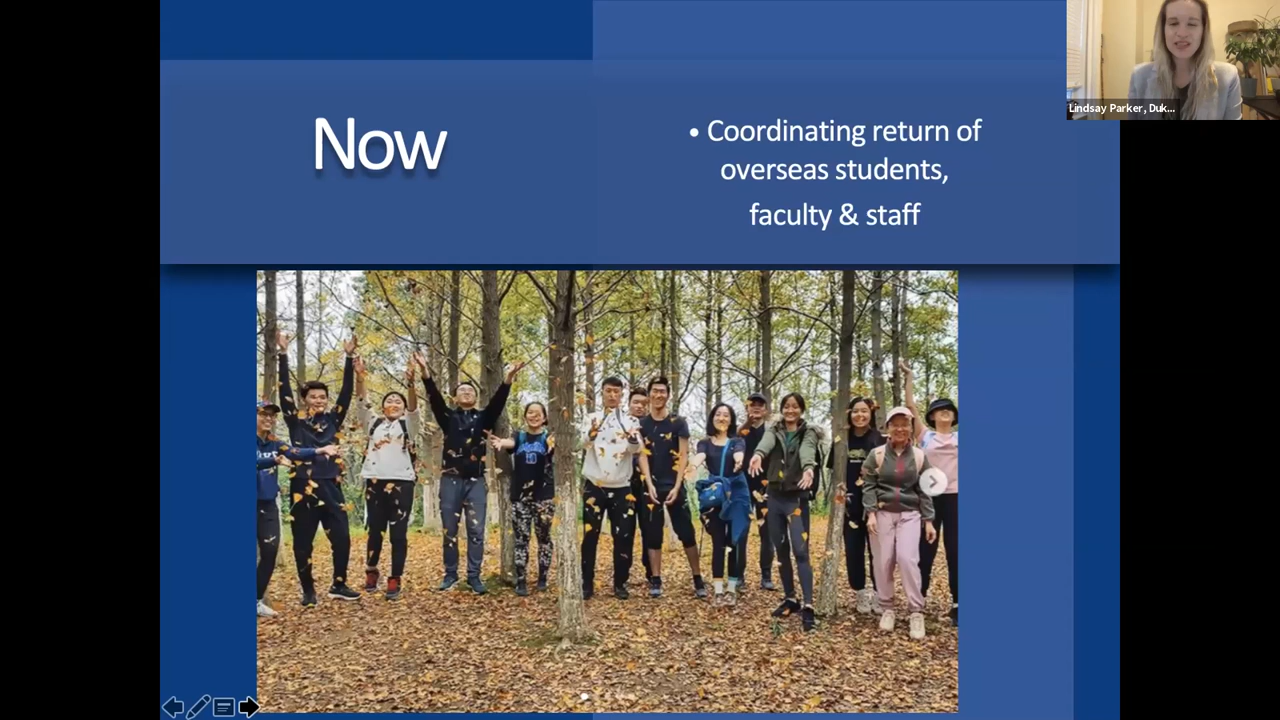 Now
• Coordinating return of
overseas students,
faculty & staff
Lindsay Parker, Duk...